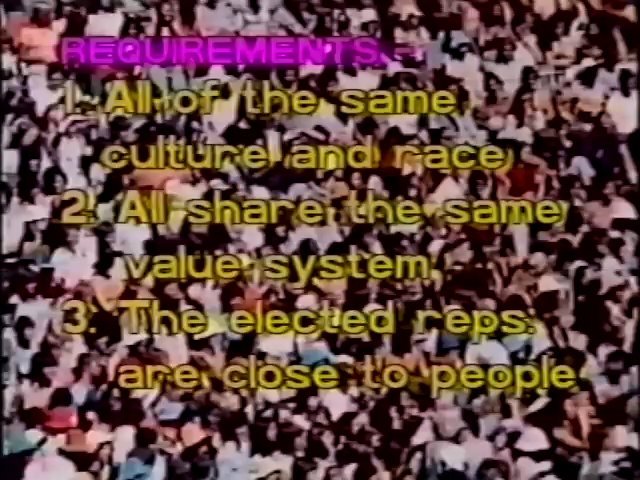 REQUIREMENTS:-
1. All of the same
culture and race
2. All share the same
value system.
3. The elected reps.
are close to people